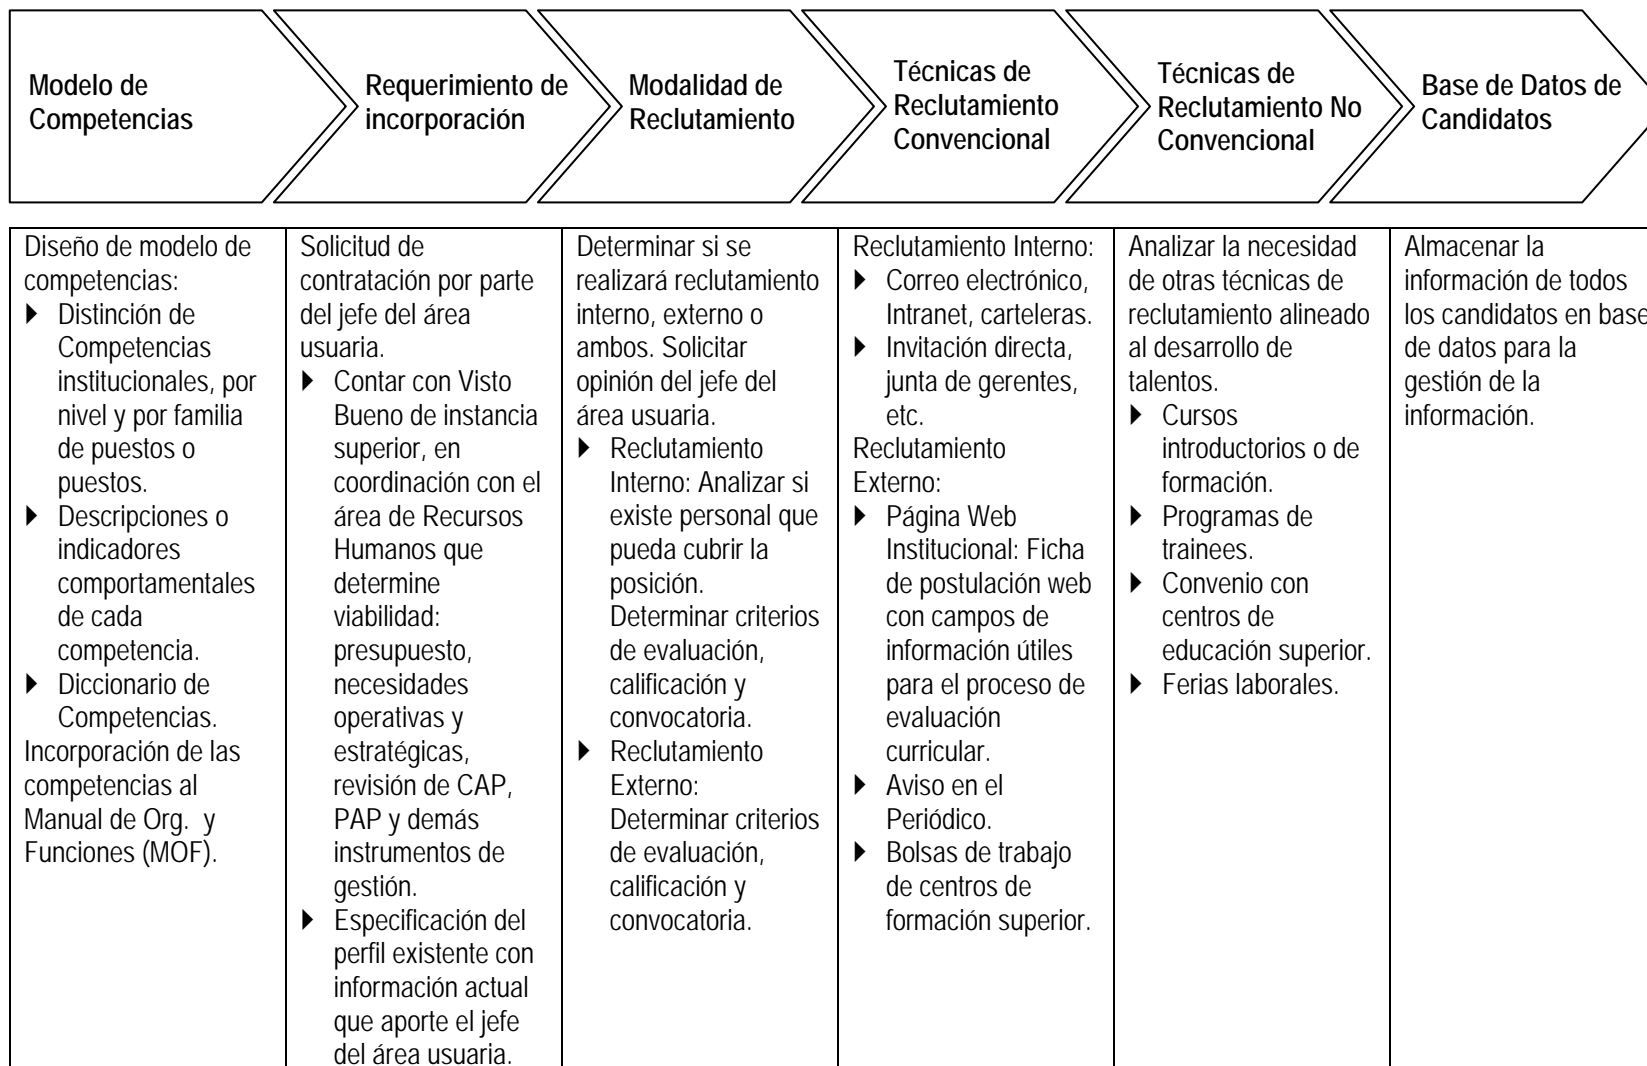 Modelo de
Competencias
Requerimiento de
incorporación
Modalidad de
Reclutamiento
Técnicas de
Reclutamiento
Convencional
Técnicas de
Reclutamiento No
Convencional
Base de Datos de
Candidatos
Diseño de modelo de
competencias:
Distinción de
Competencias
institucionales, por
nivel y por familia
de puestos o
puestos.
Descripciones o
indicadores
comportamentales
de cada
competencia.
Diccionario de
Competencias.
Incorporación de las
competencias al
Manual de Org. y
Funciones (MOF).
Solicitud de
contratación por parte
del jefe del área
usuaria.
Contar con Visto
Bueno de instancia
superior, en
coordinación con el
área de Recursos
Humanos que
determine
viabilidad:
presupuesto,
necesidades
operativas y
estratégicas,
revisión de CAP,
PAP y demás
instrumentos de
gestión.
Especificación del
perfil existente con
información actual
que aporte el jefe
del área usuaria.
Determinar si se
realizará reclutamiento
interno, externo o
ambos. Solicitar
opinión del jefe del
área usuaria.
Reclutamiento
Interno: Analizar si
existe personal que
pueda cubrir la
posición.
Determinar criterios
de evaluación,
calificación y
convocatoria.
Reclutamiento
Externo:
Determinar criterios
de evaluación,
calificación y
convocatoria.
Reclutamiento Interno:
Correo electrónico,
Intranet, carteleras.
Invitación directa,
junta de gerentes,
etc.
Reclutamiento
Externo:
Página Web
Institucional: Ficha
de postulación web
con campos de
información útiles
para el proceso de
evaluación
curricular.
Aviso en el
Periódico.
Bolsas de trabajo
de centros de
formación superior.
Analizar la necesidad
de otras técnicas de
reclutamiento alineado
al desarrollo de
talentos.
Cursos
introductorios o de
formación.
Programas de
trainees.
Convenio con
centros de
educación superior.
Ferias laborales.
Almacenar la
información de todos
los candidatos en base
de datos para la
gestión de la
información.